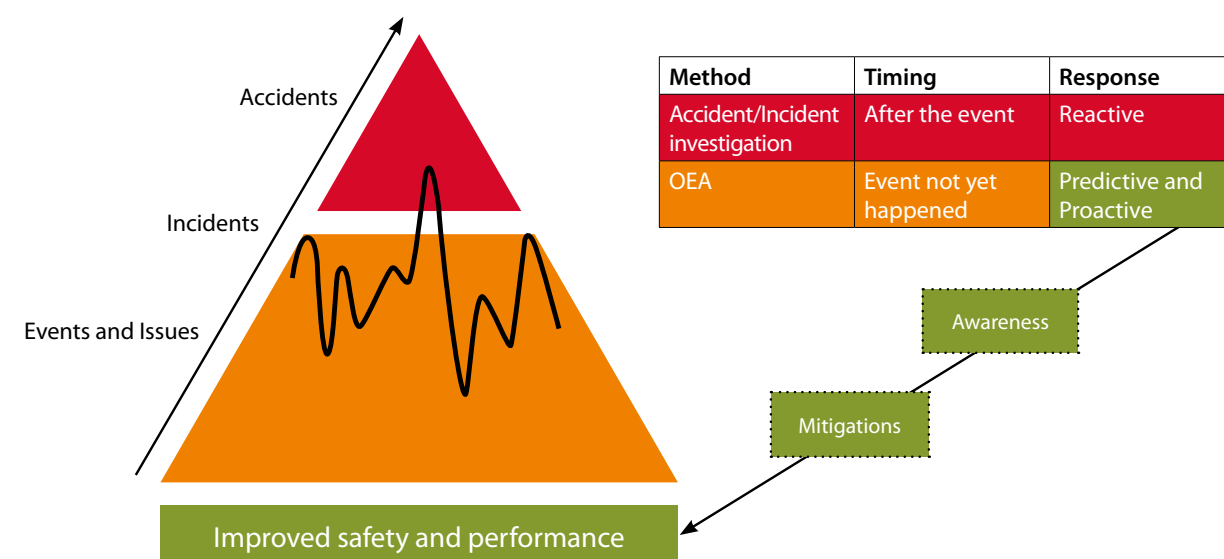 Accidents
Incidents
Events and Issues
Method Timing Response
Accident/Incident After the event Reactive
investigation
OEA Event not yet Predictive and
happened Proactive
Awareness
Mitigations
Improved safety and performance